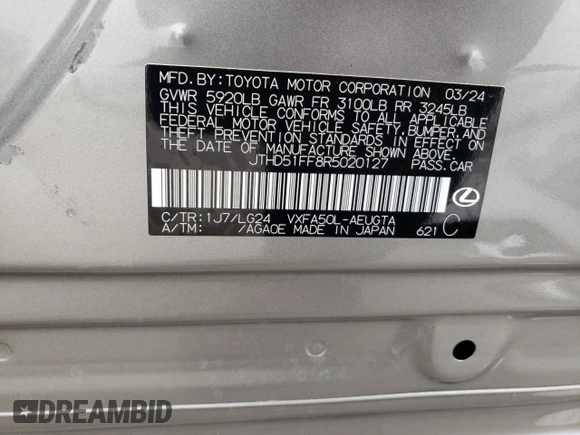 MFD.BY:TOYOTA MOTOR CORPORATION 03/24
GVWR 5920LB GAWR FR 3100LB RR 3245LB
THIS VEHICLE CONFORMS TO ALL APPLICABLE
FEDERAL MOTOR VEHICLE SAFETY,BUMPER,AND
THEFT PREVENTION STANDARDS IN EFFECT ON
THE DATE OF MANUFACTURE SHOWN ABOVE.
JTHD51FF8R5020127 PASS.CAR
C/TR:1J7/LG24 VXFA50L-AEUGTA C
A/TM: /AGAOE MADE IN JAPAN 621
DREAMBID